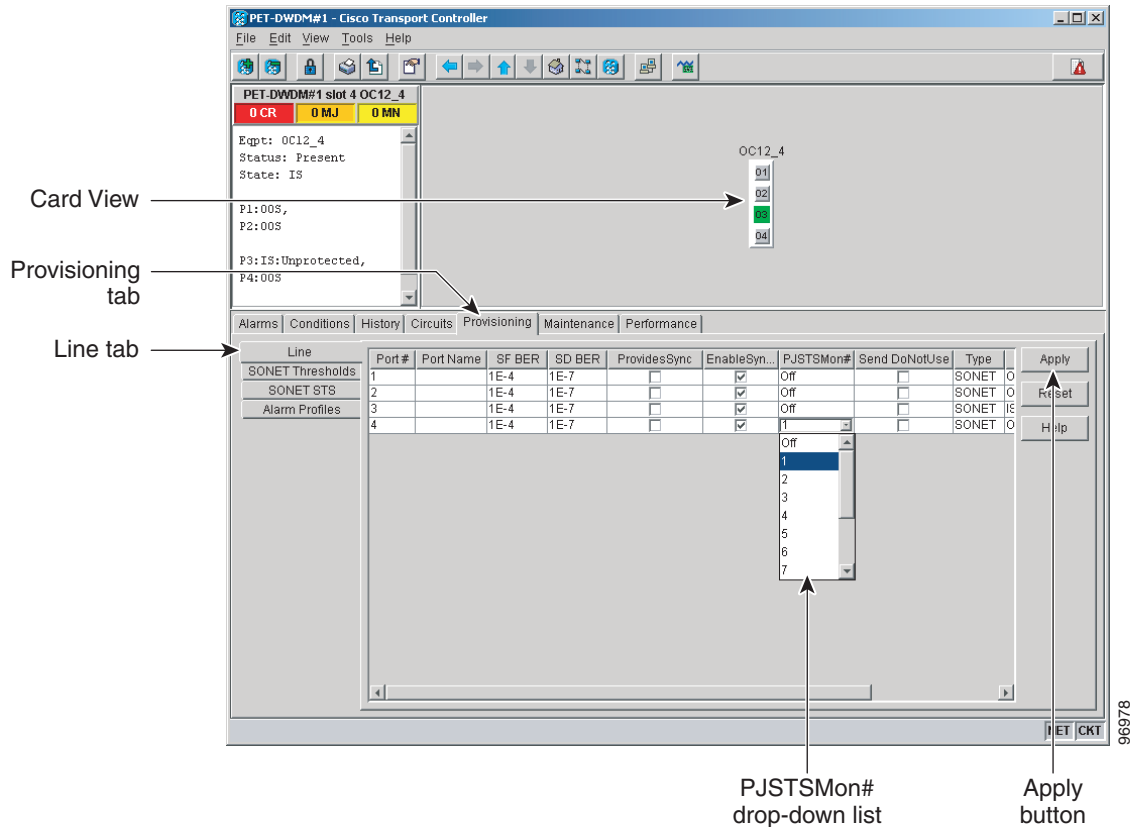 PET-DWDM#1 - Cisco Transport Controller
File Edit View Tools Help
PET-DWDM#1 slot 4 OC12_4
0 CR 0 MJ 0 MN
Eqpt: OC12_4
Status: Present
State: IS
P1:OOS,
P2:OOS
P3:IS:Unprotected,
P4:OOS
OC12_4
01
02
03
04
Card View
Provisioning
tab
Line tab
Alarms Conditions History Circuits Provisioning Maintenance Performance
Line
SONET Thresholds
SONET STS
Alarm Profiles
Port # Port Name SF BER SD BER ProvidesSync EnableSyn... PJSTSMon# Send DoNotUse Type
1 1E-4 1E-7 Off SONET O
2 1E-4 1E-7 Off SONET O
3 1E-4 1E-7 Off SONET IS
4 1E-4 1E-7 1 SONET O
Off
1
2
3
4
5
6
7
Apply
Reset
Help
NET CKT
96978
PJSTSMon#
drop-down list
Apply
button